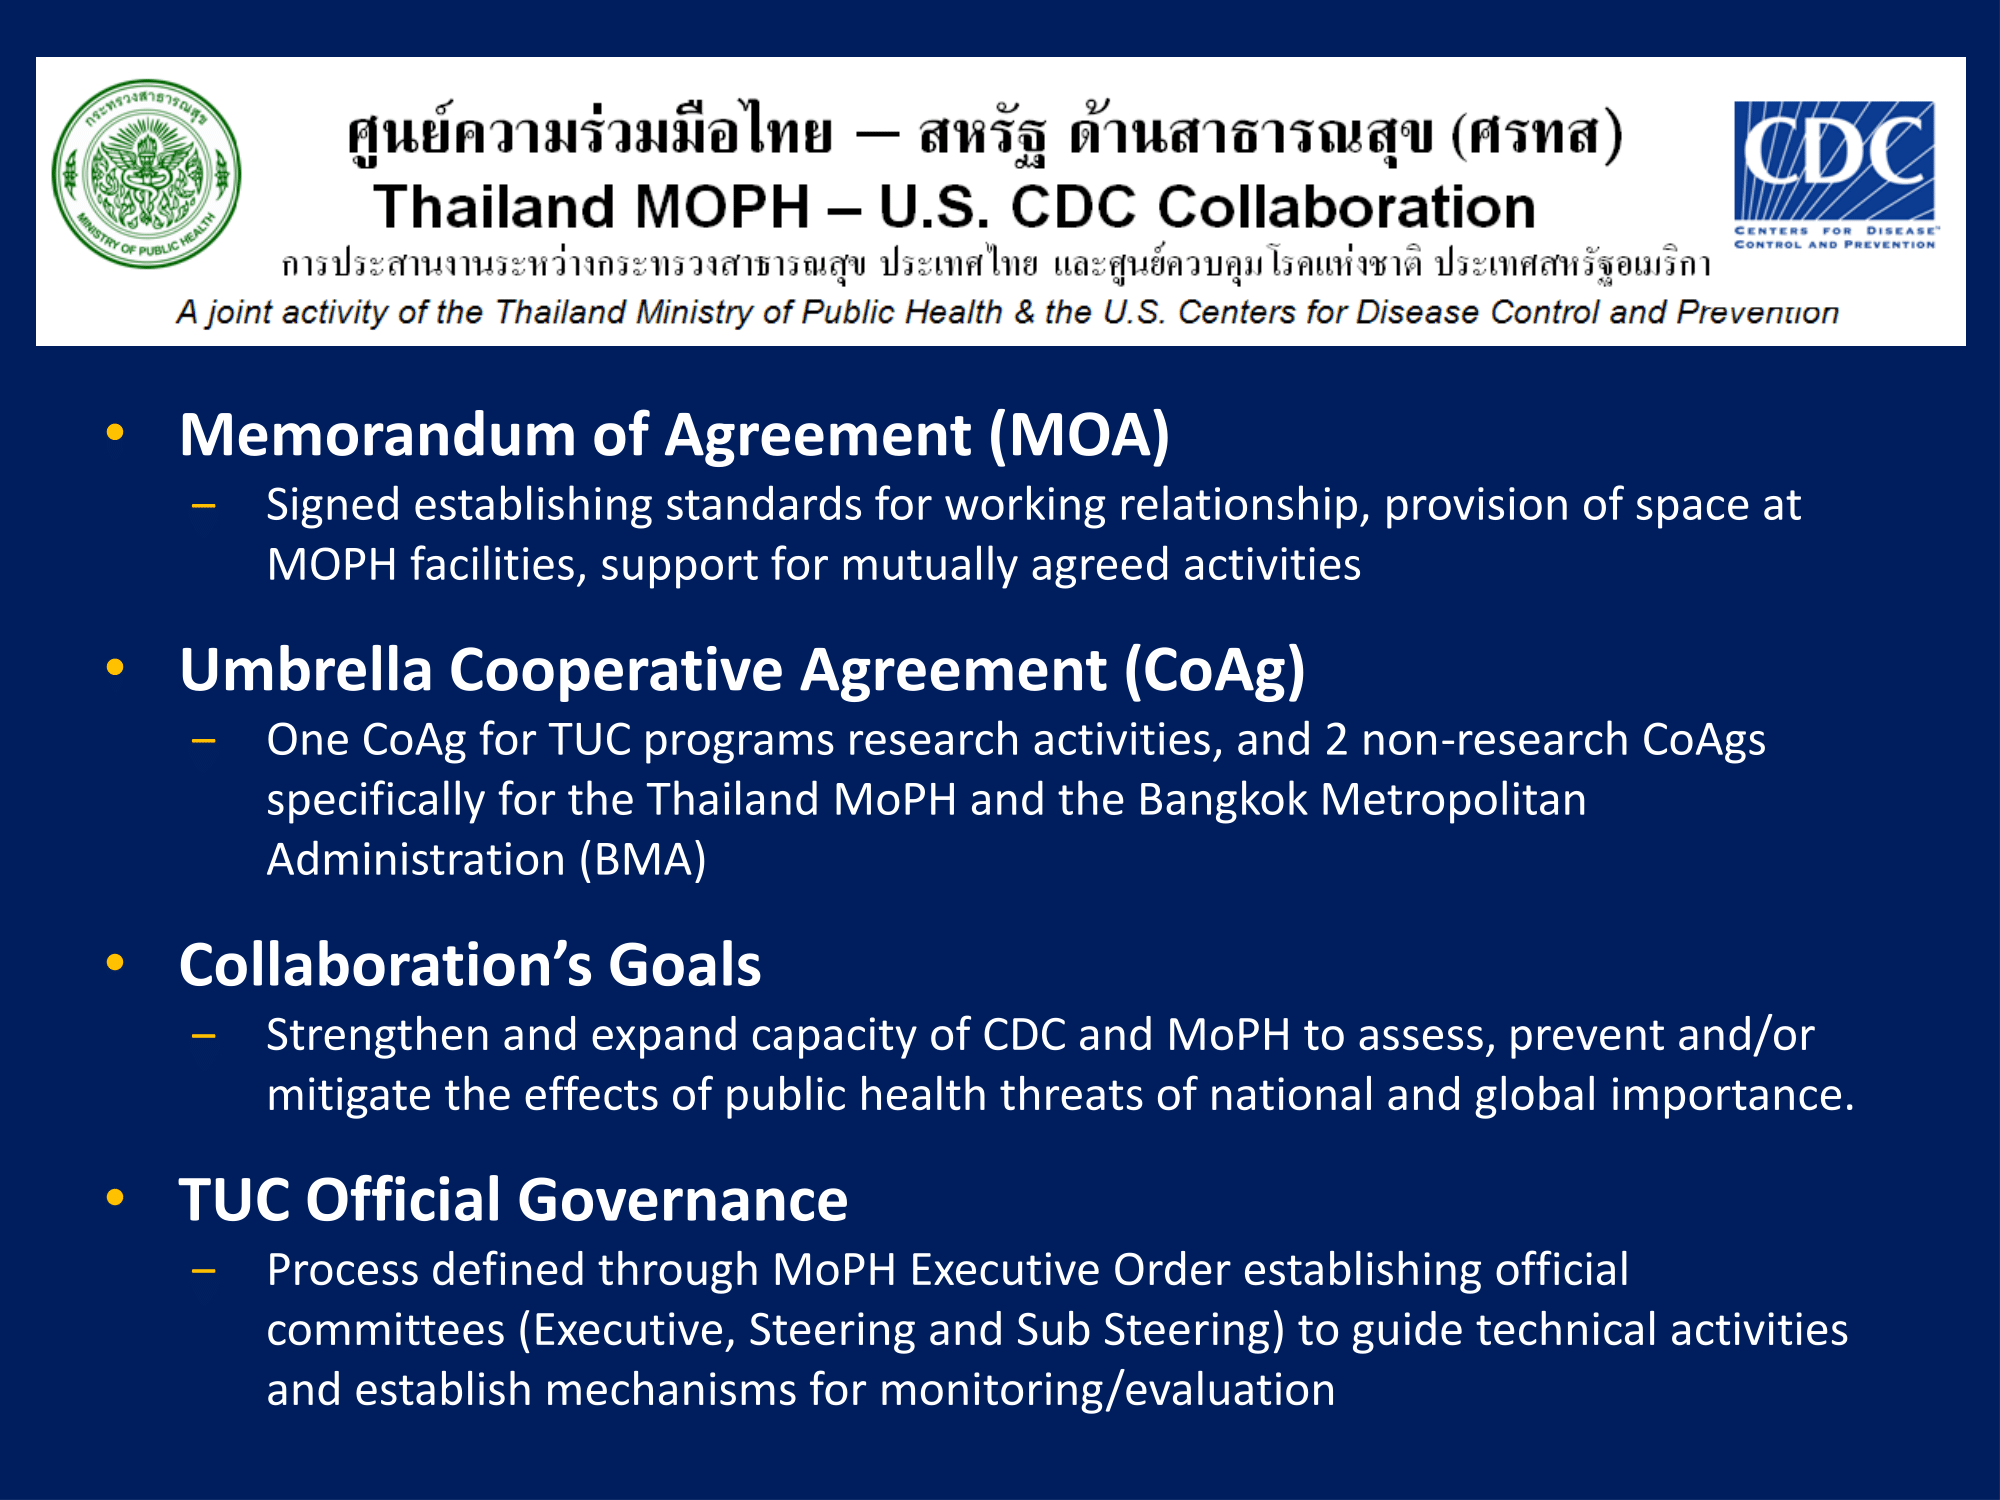 กระทรวงสาธารณสุข
MINISTRY OF PUBLIC HEALTH
ศูนย์ความร่วมมือไทย – สหรัฐ ด้านสาธารณสุข (ศรทส)
Thailand MOPH – U.S. CDC Collaboration
การประสานงานระหว่างกระทรวงสาธารณสุข ประเทศไทย และศูนย์ควบคุมโรคแห่งชาติ ประเทศสหรัฐอเมริกา
A joint activity of the Thailand Ministry of Public Health & the U.S. Centers for Disease Control and Prevention
CDC
CENTERS FOR DISEASE™
CONTROL AND PREVENTION
• Memorandum of Agreement (MOA)
– Signed establishing standards for working relationship, provision of space at
MOPH facilities, support for mutually agreed activities
• Umbrella Cooperative Agreement (CoAg)
– One CoAg for TUC programs research activities, and 2 non-research CoAgs
specifically for the Thailand MoPH and the Bangkok Metropolitan
Administration (BMA)
• Collaboration’s Goals
– Strengthen and expand capacity of CDC and MoPH to assess, prevent and/or
mitigate the effects of public health threats of national and global importance.
• TUC Official Governance
– Process defined through MoPH Executive Order establishing official
committees (Executive, Steering and Sub Steering) to guide technical activities
and establish mechanisms for monitoring/evaluation